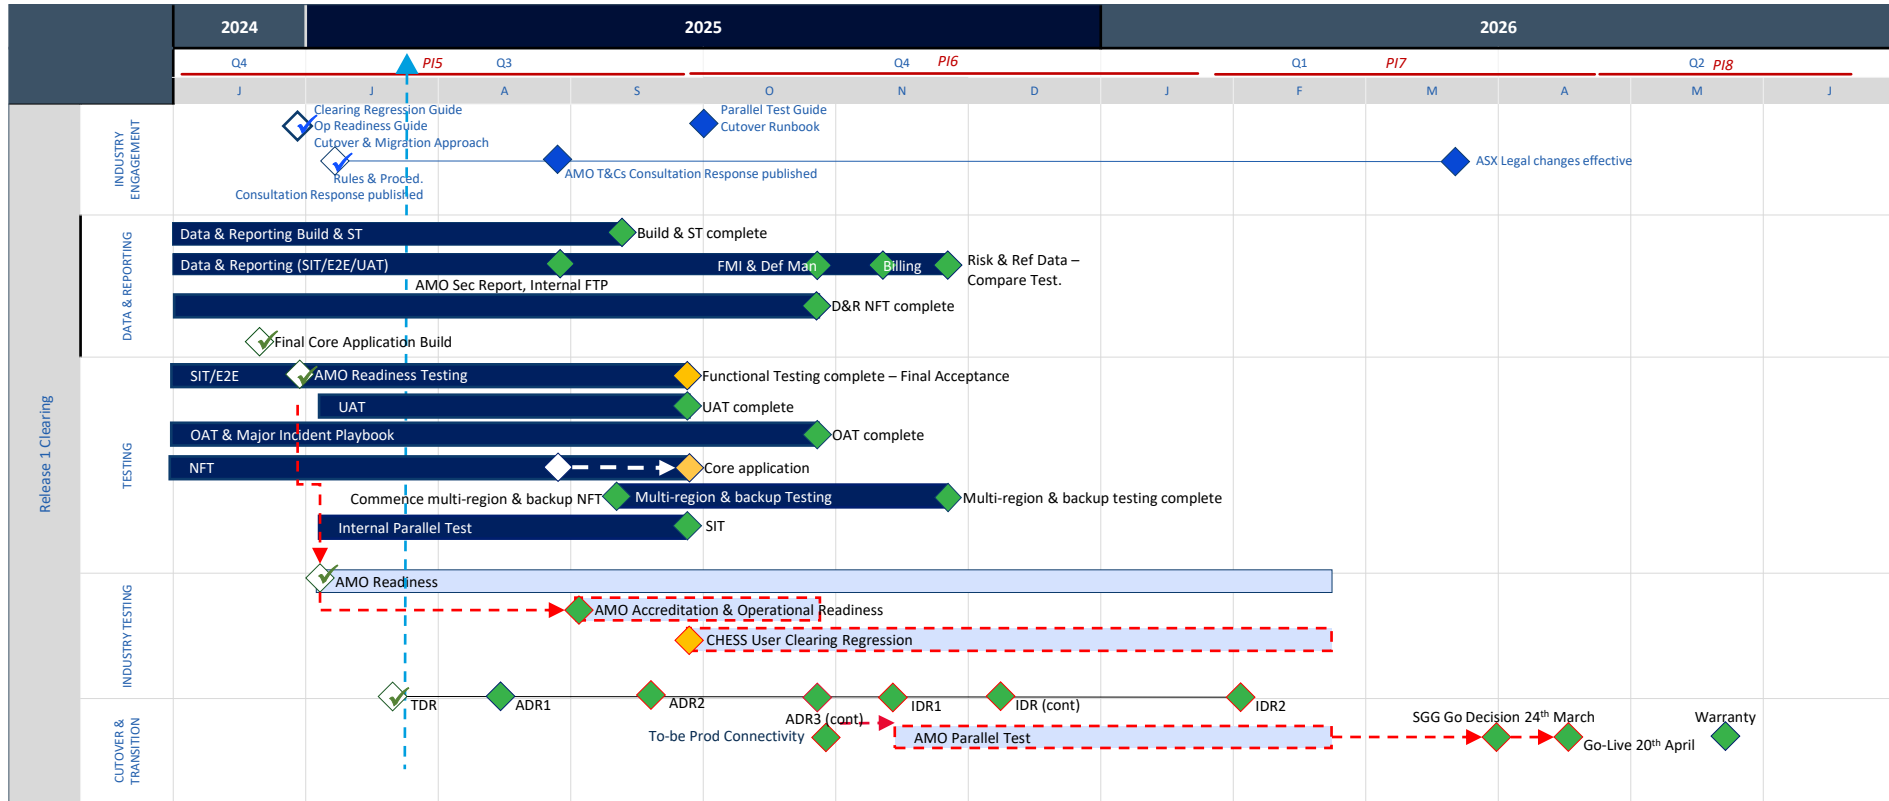 2024
2025
2026
Q4
PI5
Q3
Q4
PI6
Q1
PI7
Q2
PI8
J
J
A
S
O
N
D
J
F
M
A
M
J
Release 1 Clearing
INDUSTRY
ENGAGEMENT
Clearing Regression Guide
Op Readiness Guide
Cutover & Migration Approach
Parallel Test Guide
Cutover Runbook
Rules & Proced.
Consultation Response published
AMO T&Cs Consultation Response published
ASX Legal changes effective
DATA & REPORTING
Data & Reporting Build & ST
Build & ST complete
Data & Reporting (SIT/E2E/UAT)
FMI & Def Man
Billing
Risk & Ref Data –
Compare Test.
AMO Sec Report, Internal FTP
D&R NFT complete
Final Core Application Build
TESTING
SIT/E2E
AMO Readiness Testing
Functional Testing complete – Final Acceptance
UAT
UAT complete
OAT & Major Incident Playbook
OAT complete
NFT
Core application
Commence multi-region & backup NFT
Multi-region & backup Testing
Multi-region & backup testing complete
Internal Parallel Test
SIT
INDUSTRY TESTING
AMO Readiness
AMO Accreditation & Operational Readiness
CHESS User Clearing Regression
TDR
ADR1
ADR2
ADR3 (cont)
IDR1
IDR (cont)
IDR2
CUTOVER &
TRANSITION
To-be Prod Connectivity
AMO Parallel Test
SGG Go Decision 24th March
Go-Live 20th April
Warranty